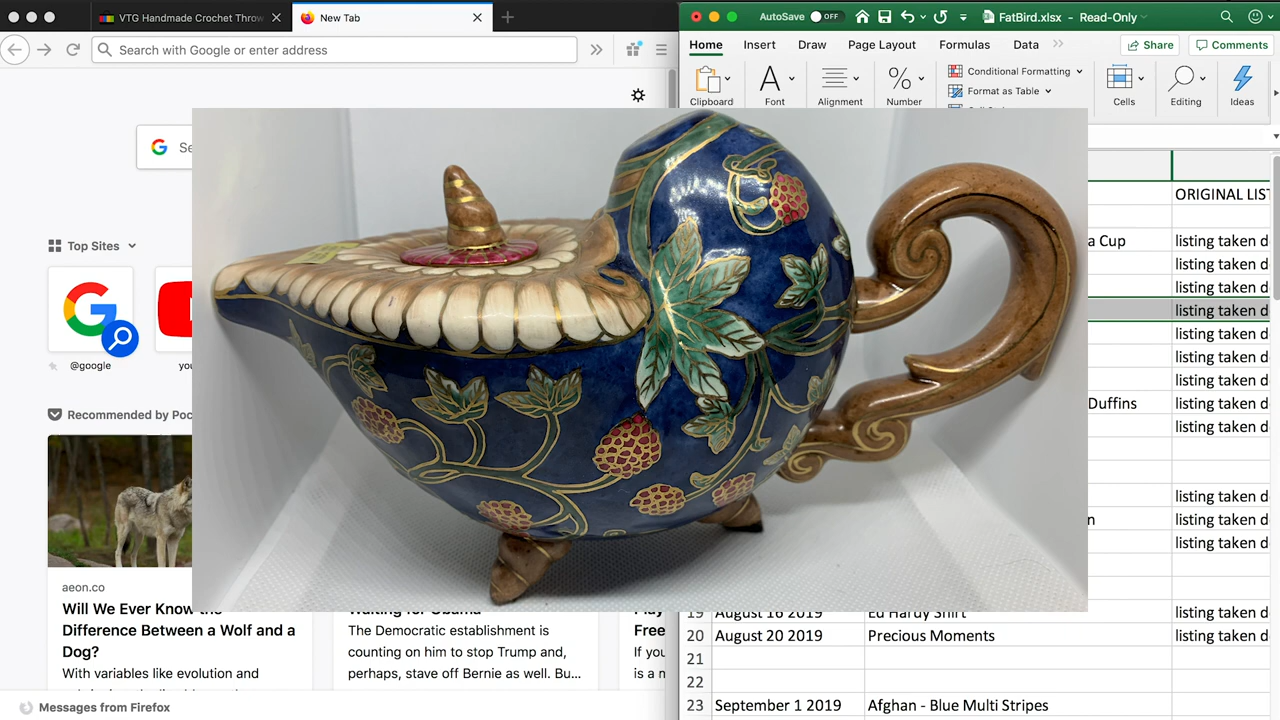 VTG Handmade Crochet Throw
New Tab
Search with Google or enter address
Top Sites
@google
you
Recommended by Poc
aeon.co
Will We Ever Know the
Difference Between a Wolf and a
Dog?
With variables like evolution and
Waiting for Obama
The Democratic establishment is
counting on him to stop Trump and,
perhaps, stave off Bernie as well. Bu...
Free
If you
is a n
Messages from Firefox
AutoSave OFF
FatBird.xlsx - Read-Only
Home Insert Draw Page Layout Formulas Data
Share Comments
Clipboard Font Alignment Number
Conditional Formatting
Format as Table
Cells Editing Ideas
ORIGINAL LIST
a Cup listing taken d
listing taken d
listing taken d
listing taken d
listing taken d
listing taken d
listing taken d
Duffins listing taken d
listing taken d
listing taken d
n listing taken d
listing taken d
19 August 16 2019 Ed Hardy Shirt listing taken d
20 August 20 2019 Precious Moments listing taken d
21
22
23 September 1 2019 Afghan - Blue Multi Stripes